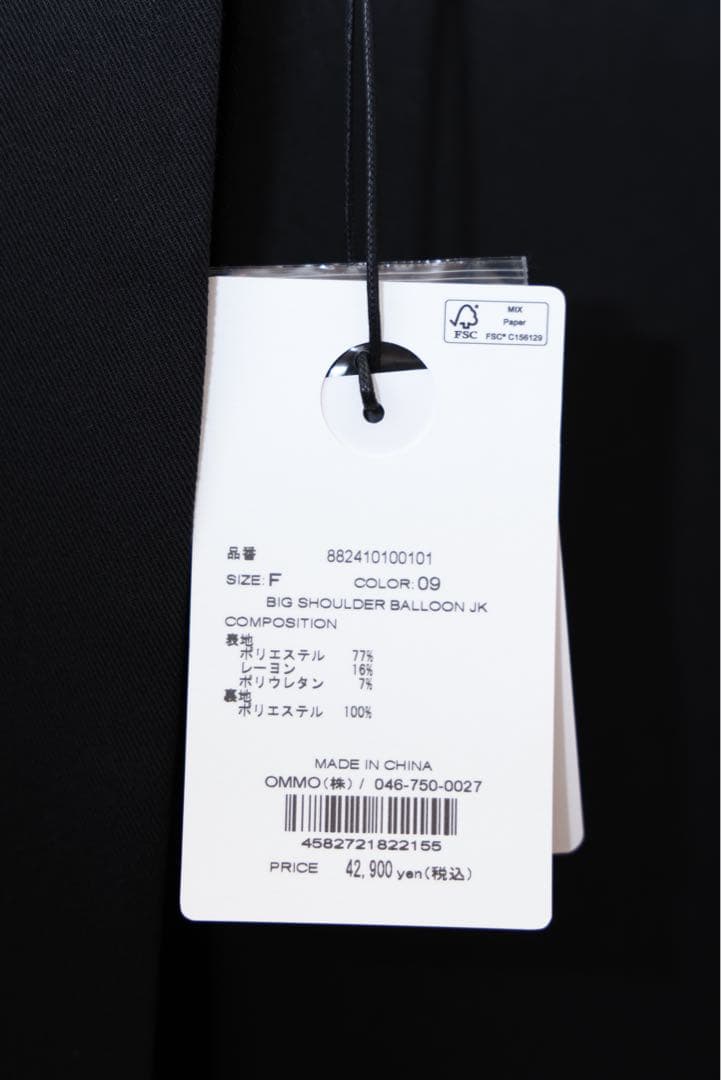 MIX
Paper
FSC
FSC® C156129
品番 882410100101
SIZE: F COLOR: 09
BIG SHOULDER BALLOON JK
COMPOSITION
表地
ポリエステル 77%
レーヨン 16%
ポリウレタン 7%
裏地
ポリエステル 100%
MADE IN CHINA
OMMO(株) / 046-750-0027
4582721822155
PRICE 42,900 yen(税込)